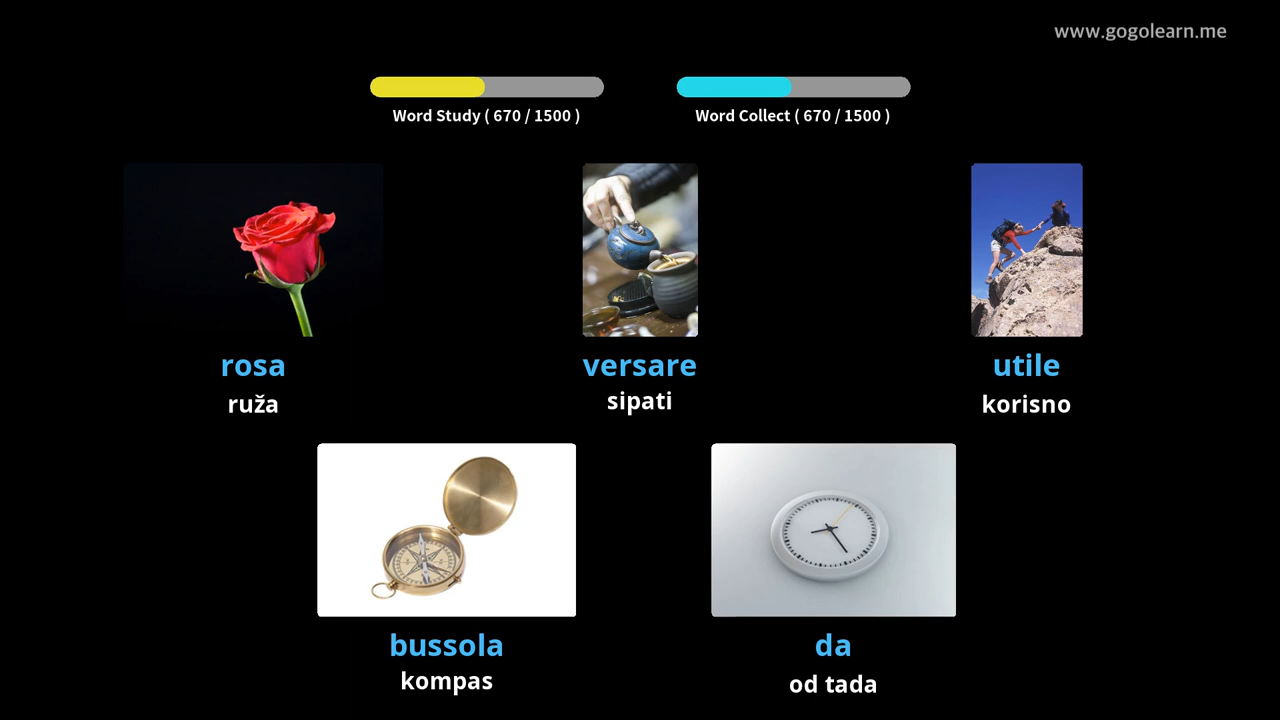 www.gogolearn.me
Word Study ( 670 / 1500 )
Word Collect ( 670 / 1500 )
rosa
ruža
versare
sipati
utile
korisno
bussola
kompas
da
od tada